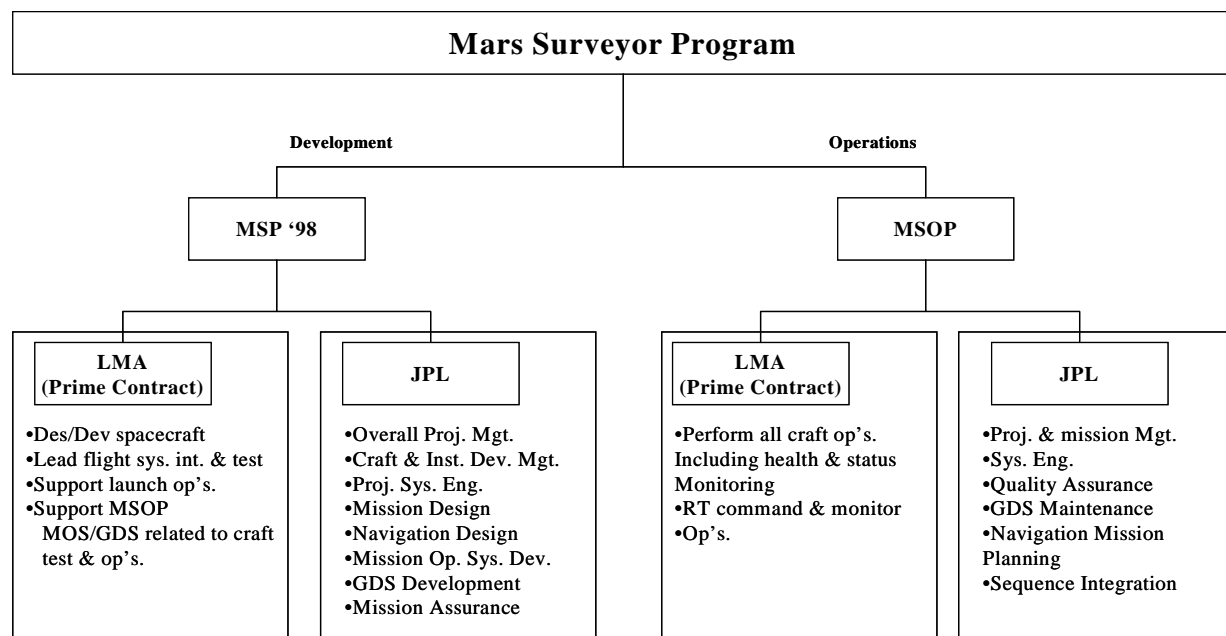 Mars Surveyor Program
Development
Operations
MSP ‘98
MSOP
LMA
(Prime Contract)
•Des/Dev spacecraft
•Lead flight sys. int. & test
•Support launch op’s.
•Support MSOP
MOS/GDS related to craft
test & op’s.
JPL
•Overall Proj. Mgt.
•Craft & Inst. Dev. Mgt.
•Proj. Sys. Eng.
•Mission Design
•Navigation Design
•Mission Op. Sys. Dev.
•GDS Development
•Mission Assurance
LMA
(Prime Contract)
•Perform all craft op’s.
Including health & status
Monitoring
•RT command & monitor
•Op’s.
JPL
•Proj. & mission Mgt.
•Sys. Eng.
•Quality Assurance
•GDS Maintenance
•Navigation Mission
Planning
•Sequence Integration